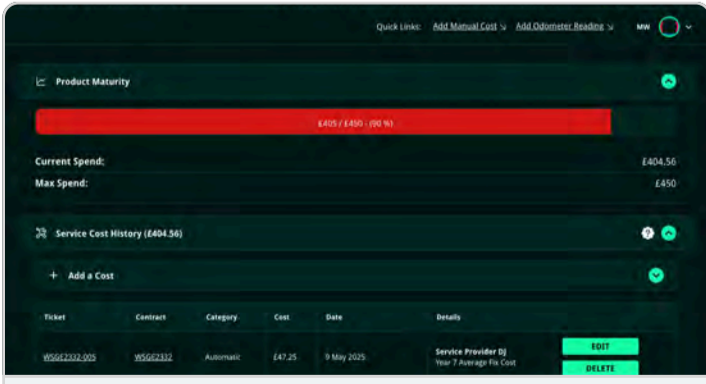 Quick Links: Add Manual Cost Add Odometer Reading MW
Product Maturity
£405 / £450 - (90 %)
Current Spend: £404.56
Max Spend: £450
Service Cost History (£404.56) ?
+ Add a Cost
Ticket Contract Category Cost Date Details
WSGE2332-005 WSGE2332 Automatic £47.25 9 May 2025 Service Provider DJ EDIT
Year 7 Average Fix Cost DELETE